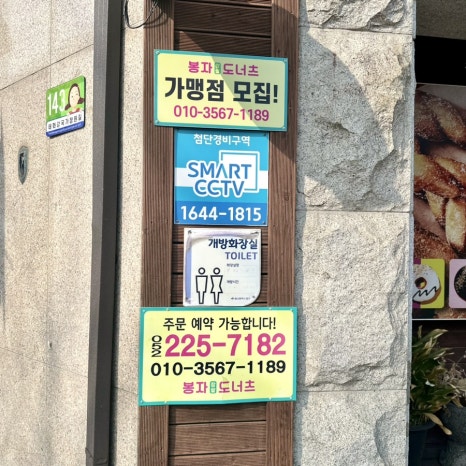 143
봉자
도너츠
가맹점 모집!
010-3567-1189
첨단경비구역
SMART
CCTV
1644-1815
개방화장실
TOILET
주문 예약 가능합니다!
052 225-7182
010-3567-1189
봉자
도너츠